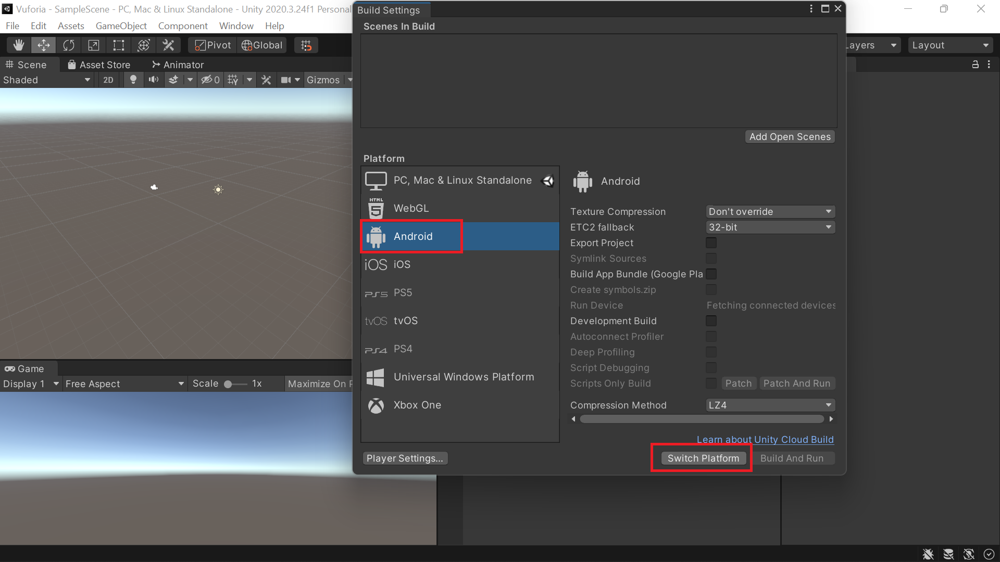 Vuforia - SampleScene - PC, Mac & Linux Standalone - Unity 2020.3.24f1 Personal
File Edit Assets GameObject Component Window Help
Pivot Global
Layers Layout
Scene Asset Store Animator
Shaded 2D 0 Gizmos
Build Settings
Scenes In Build
Add Open Scenes
Platform
PC, Mac & Linux Standalone
HTML 5 WebGL
Android
iOS iOS
PS5 PS5
tvOS tvOS
PS4 PS4
Universal Windows Platform
Xbox One
Android
Texture Compression Don't override
ETC2 fallback 32-bit
Export Project
Symlink Sources
Build App Bundle (Google Pla
Create symbols.zip
Run Device Fetching connected devices
Development Build
Autoconnect Profiler
Deep Profiling
Script Debugging
Scripts Only Build Patch Patch And Run
Compression Method LZ4
Learn about Unity Cloud Build
Player Settings... Switch Platform Build And Run
Game
Display 1 Free Aspect Scale 1x Maximize On P